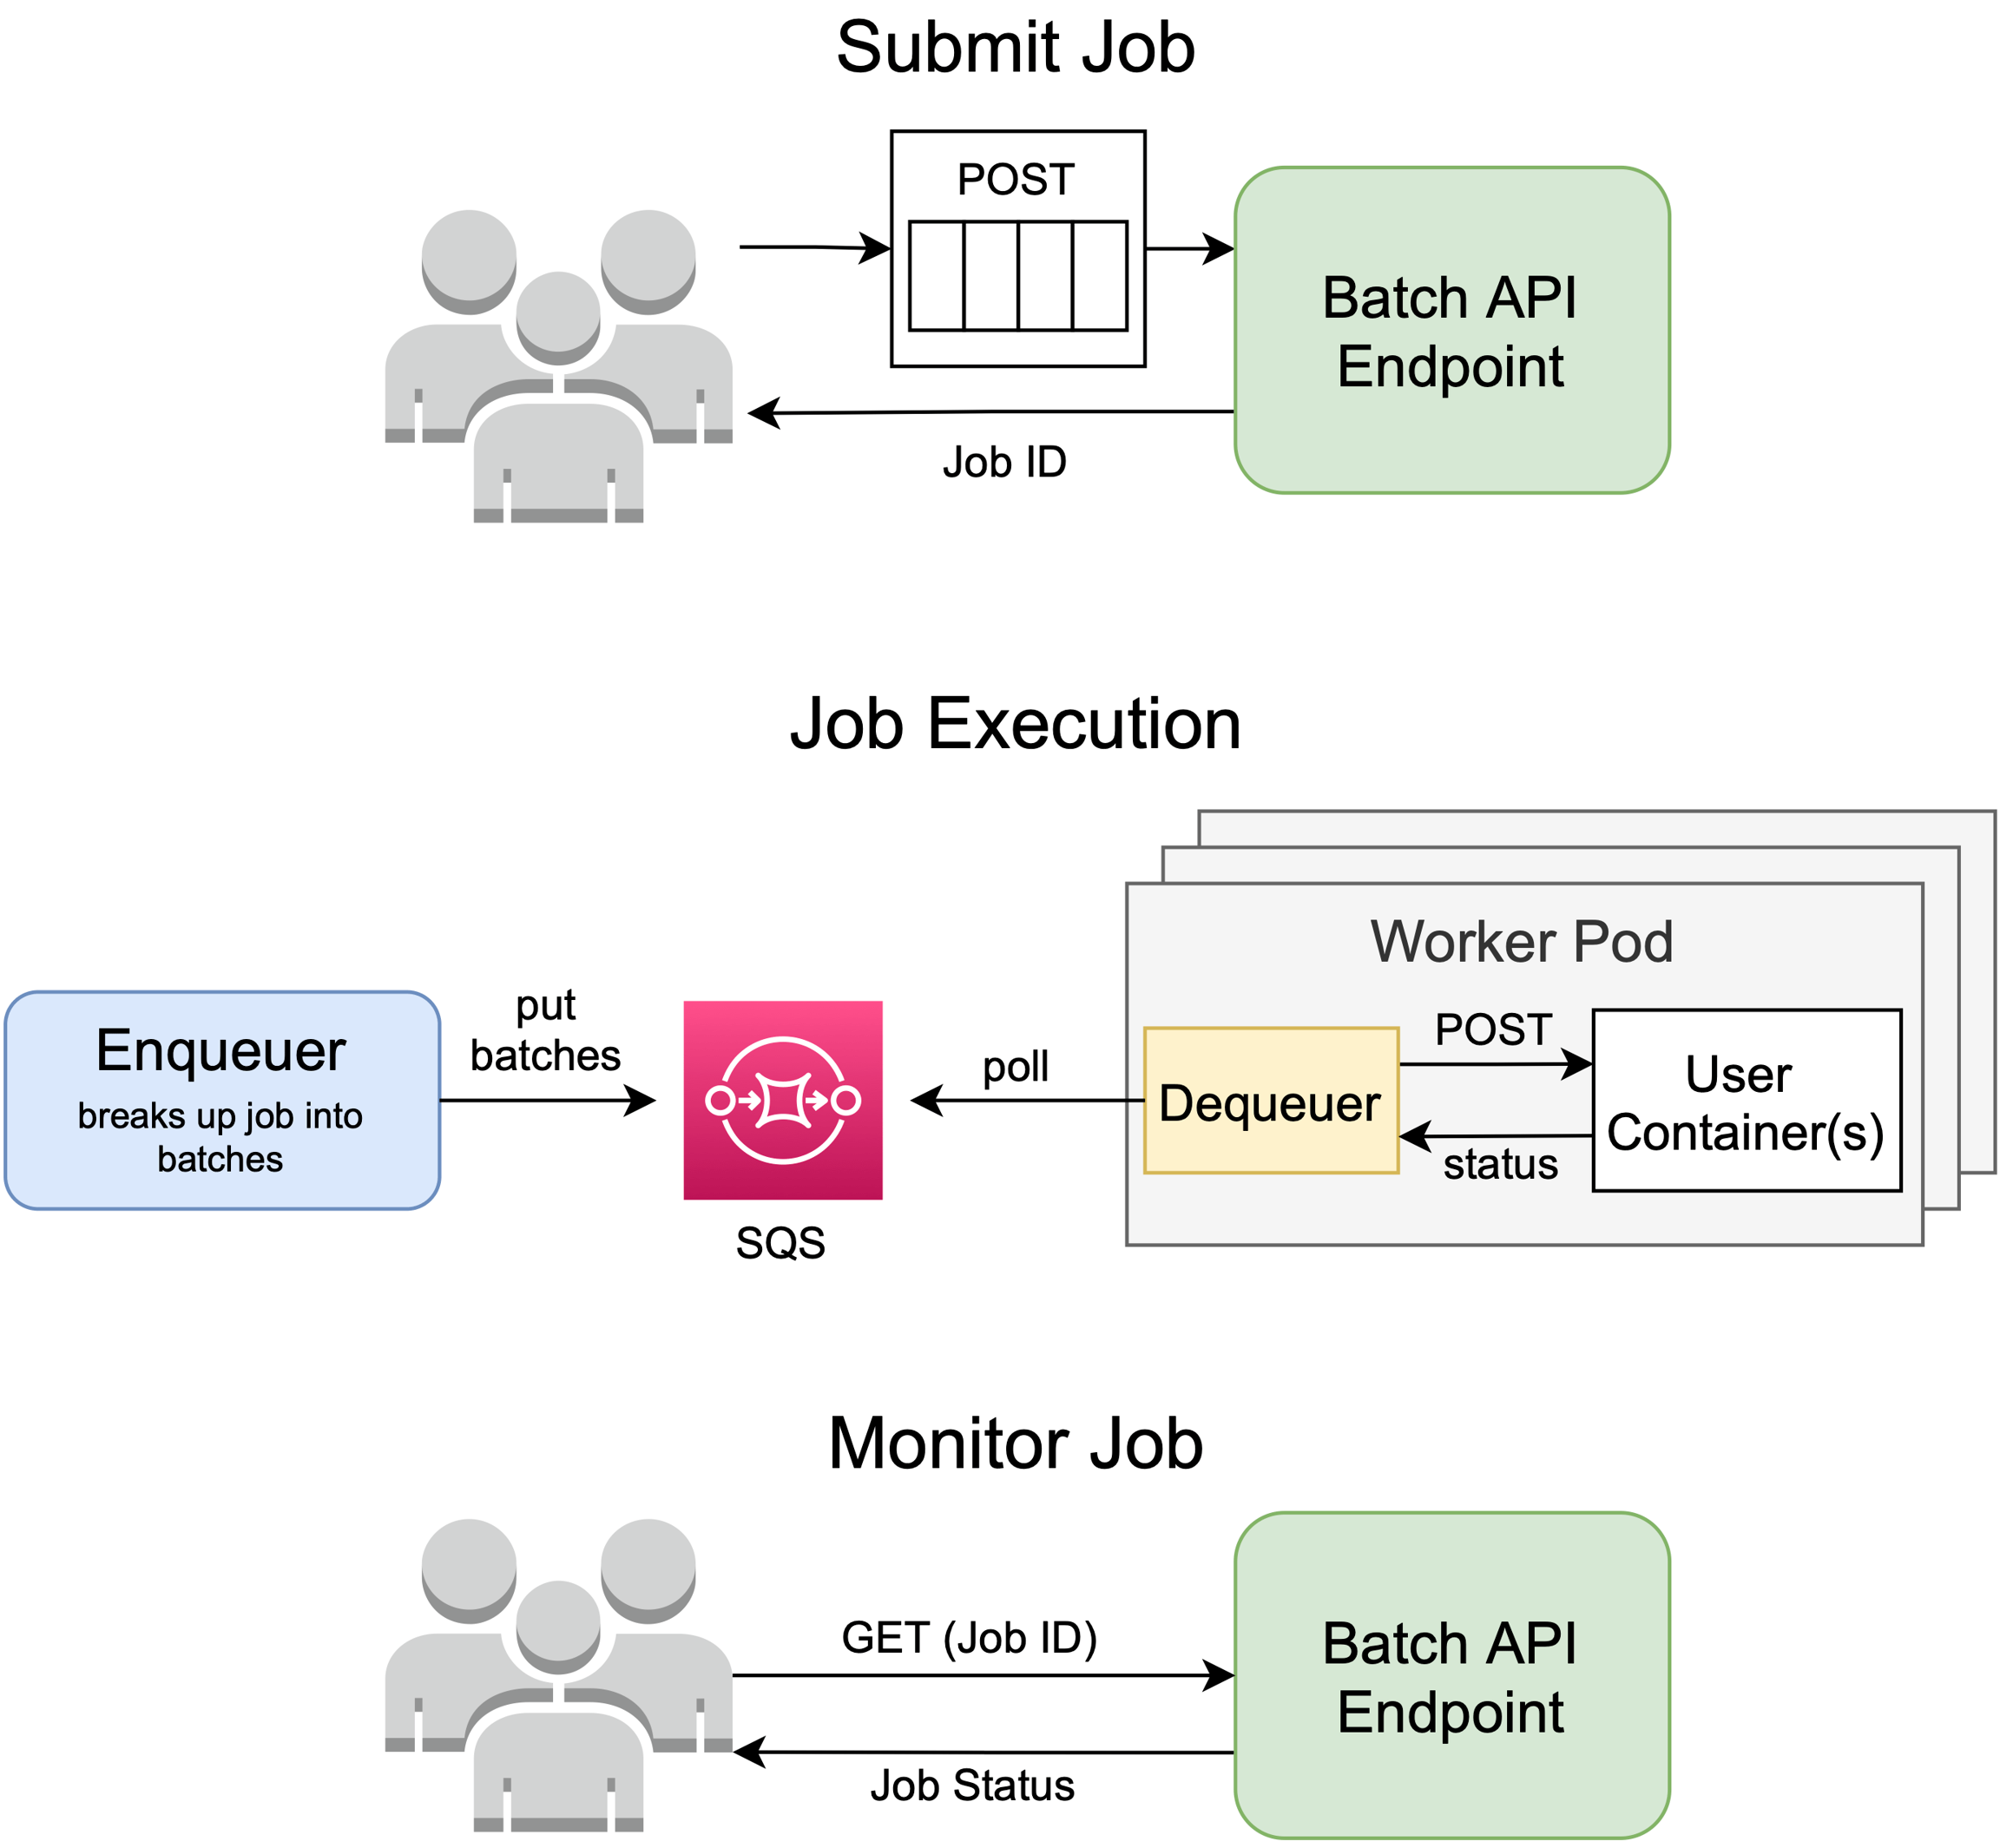 Submit Job
POST
Batch API
Endpoint
Job ID
Job Execution
Worker Pod
put
batches
Enqueuer
breaks up job into
batches
SQS
poll
Dequeuer
POST
status
User
Container(s)
Monitor Job
GET (Job ID)
Job Status
Batch API
Endpoint